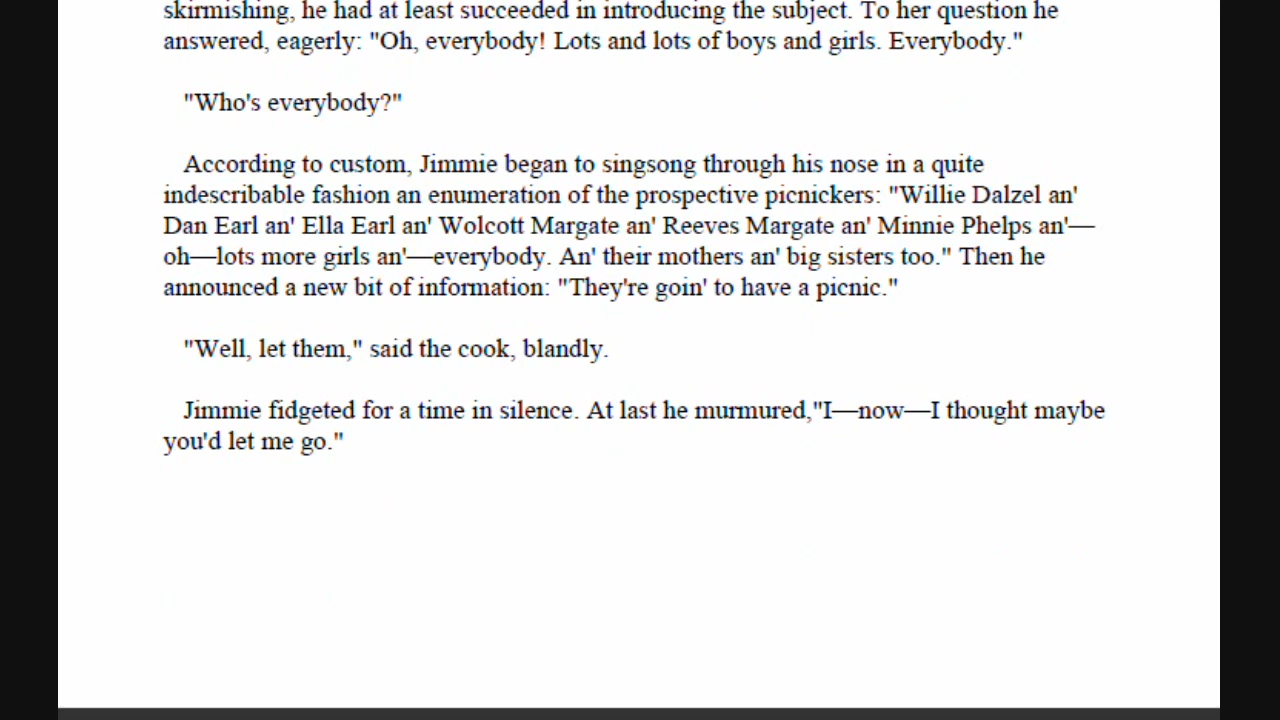 skirmishing, he had at least succeeded in introducing the subject. To her question he
answered, eagerly: "Oh, everybody! Lots and lots of boys and girls. Everybody."
"Who's everybody?"
According to custom, Jimmie began to singsong through his nose in a quite
indescribable fashion an enumeration of the prospective picnickers: "Willie Dalzel an'
Dan Earl an' Ella Earl an' Wolcott Margate an' Reeves Margate an' Minnie Phelps an'—
oh—lots more girls an'—everybody. An' their mothers an' big sisters too." Then he
announced a new bit of information: "They're goin' to have a picnic."
"Well, let them," said the cook, blandly.
Jimmie fidgeted for a time in silence. At last he murmured,"I—now—I thought maybe
you'd let me go."